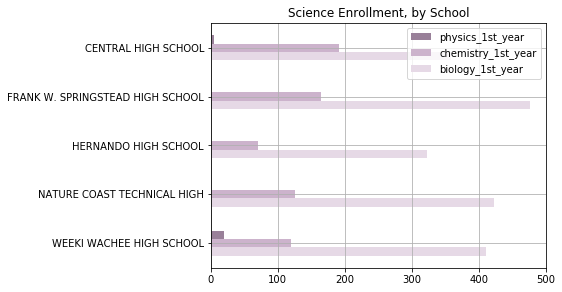 Science Enrollment, by School
physics_1st_year
chemistry_1st_year
biology_1st_year
CENTRAL HIGH SCHOOL
FRANK W. SPRINGSTEAD HIGH SCHOOL
HERNANDO HIGH SCHOOL
NATURE COAST TECHNICAL HIGH
WEEKI WACHEE HIGH SCHOOL
0 100 200 300 400 500